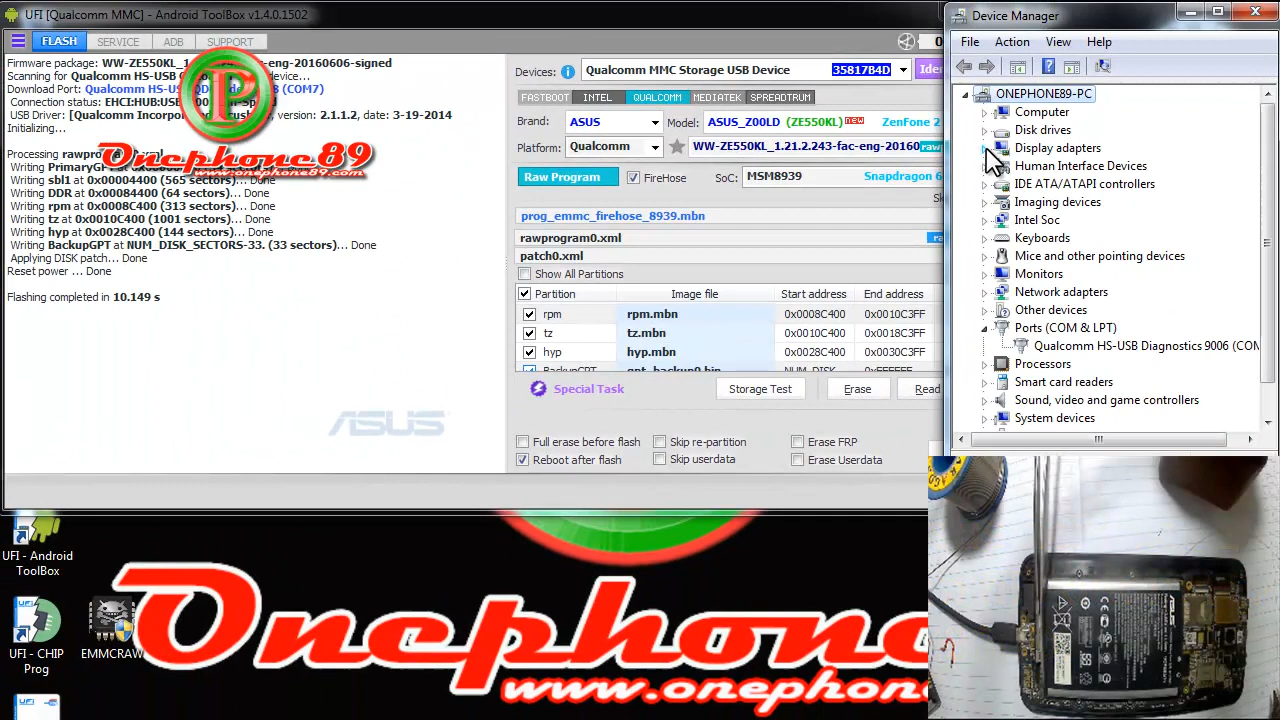 UFI [Qualcomm MMC] - Android ToolBox v1.4.0.1502
FLASH SERVICE ADB SUPPORT
Firmware package: WW-ZE550KL_1.21.2.243-fac-eng-20160606-signed
Scanning for Qualcomm HS-USB device...
Download Port: Qualcomm HS-USB (COM7)
Connection status: EHCI:HUB:USB
USB Driver: [Qualcomm Incorporated version: 2.1.1.2, date: 3-19-2014
Initializing...
Processing
Writing
Writing sbl1 at 0x00004400 (565 sectors)... Done
Writing DDR at 0x00084400 (64 sectors)... Done
Writing rpm at 0x0008C400 (313 sectors)... Done
Writing tz at 0x0010C400 (1001 sectors)... Done
Writing hyp at 0x0028C400 (144 sectors)... Done
Writing BackupGPT at NUM_DISK_SECTORS-33. (33 sectors)... Done
Applying DISK patch... Done
Reset power ... Done
Flashing completed in 10.149 s
Onephone89
www.onephone89.com
ASUS
Devices: Qualcomm MMC Storage USB Device 35817B4D
FASTBOOT INTEL QUALCOMM MEDIATEK SPREADTRUM
Brand: ASUS Model: ASUS_Z00LD (ZE550KL) new ZenFone 2
Platform: Qualcomm WW-ZE550KL_1.21.2.243-fac-eng-20160
Raw Program FireHose SoC: MSM8939 Snapdragon 6
prog_emmc_firehose_8939.mbn
rawprogram0.xml
patch0.xml
Show All Partitions
Partition Image file Start address End address
rpm rpm.mbn 0x0008C400 0x0010C3FF
tz tz.mbn 0x0010C400 0x0018C3FF
hyp hyp.mbn 0x0028C400 0x0030C3FF
Special Task Storage Test Erase Read
Full erase before flash Skip re-partition Erase FRP
Reboot after flash Skip userdata Erase Userdata
Device Manager
File Action View Help
ONEPHONE89-PC
Computer
Disk drives
Display adapters
Human Interface Devices
IDE ATA/ATAPI controllers
Imaging devices
Intel Soc
Keyboards
Mice and other pointing devices
Monitors
Network adapters
Other devices
Ports (COM & LPT)
Qualcomm HS-USB Diagnostics 9006 (COM
Processors
Smart card readers
Sound, video and game controllers
System devices
UFI - Android
ToolBox
UFI - CHIP
Prog
EMMCRAW
Onephone
www.onephone
ASUS